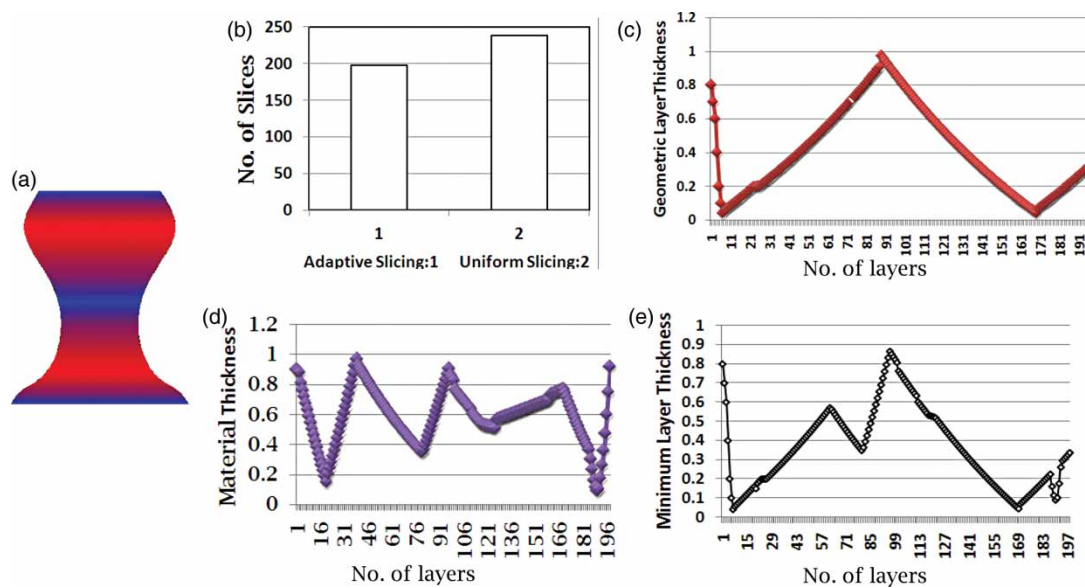 (a)
(b)
No. of Slices
250
200
150
100
50
0
1
2
Adaptive Slicing:1
Uniform Slicing:2
(c)
Geometric Layer Thickness
1.2
1
0.8
0.6
0.4
0.2
0
1 11 21 31 41 51 61 71 81 91 101 111 121 131 141 151 161 171 181 191
No. of layers
(d)
Material Thickness
1.2
1
0.8
0.6
0.4
0.2
0
1 16 31 46 61 76 91 106 121 136 151 166 181 196
No. of layers
(e)
Minimum Layer Thickness
1
0.9
0.8
0.7
0.6
0.5
0.4
0.3
0.2
0.1
0
1 15 29 43 57 71 85 99 113 127 141 155 169 183 197
No. of layers